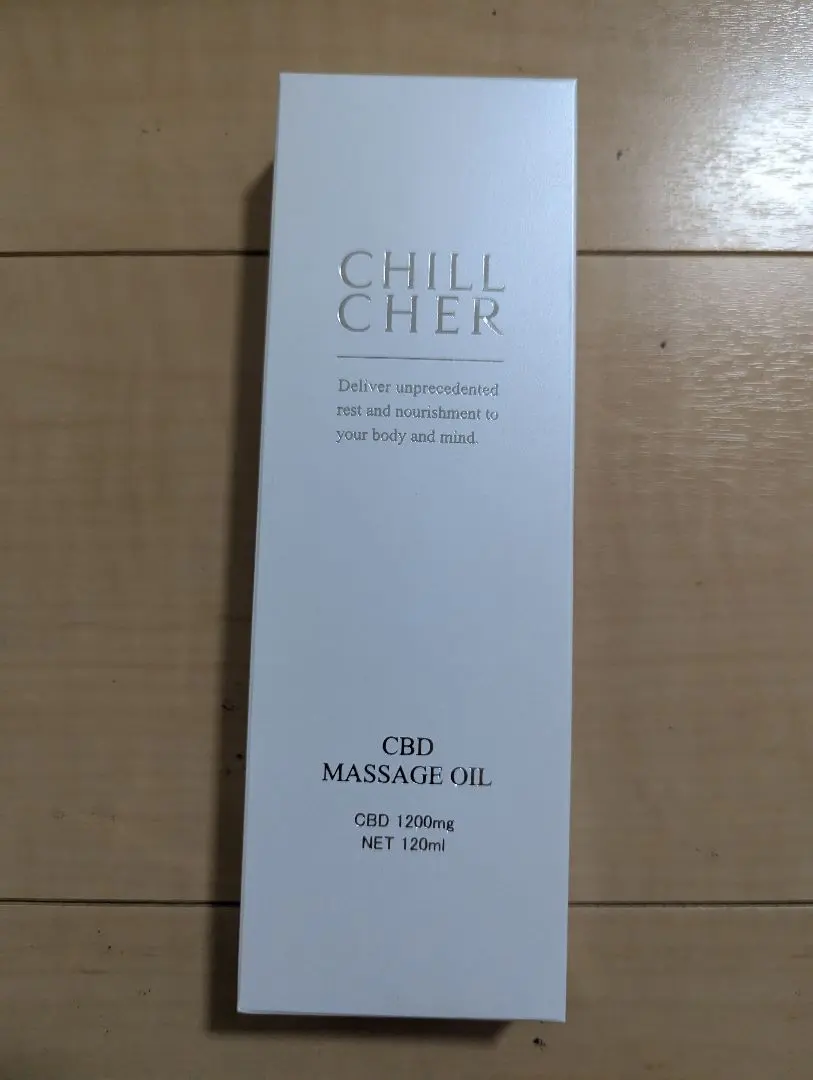 CHILL
CHER
Deliver unprecedented
rest and nourishment to
your body and mind.
CBD
MASSAGE OIL
CBD 1200mg
NET 120ml